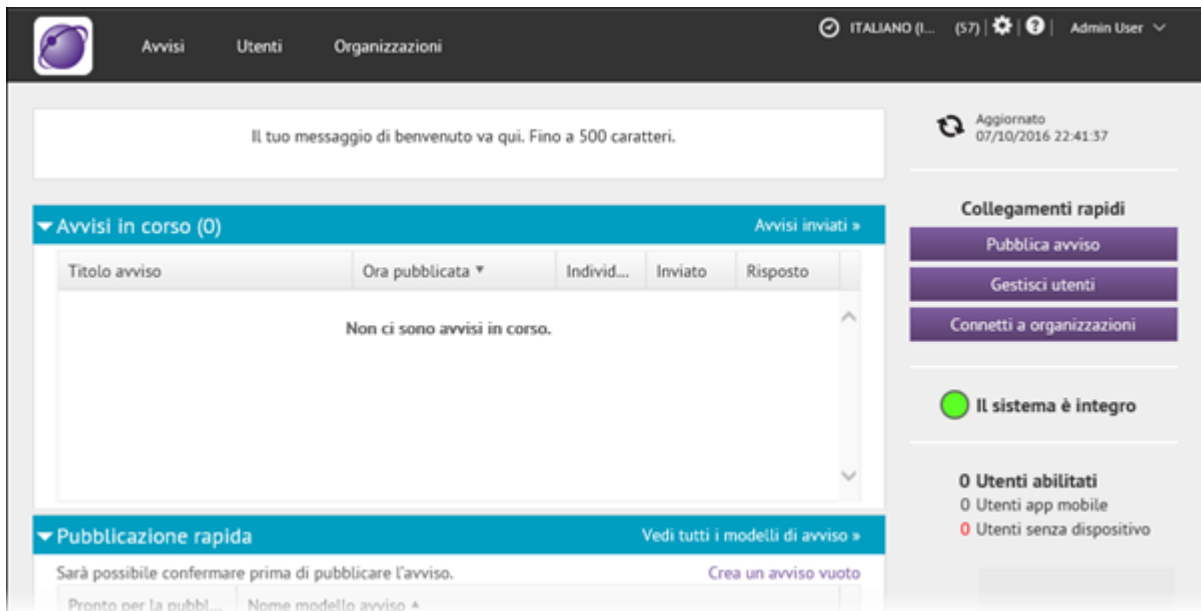 Avvisi Utenti Organizzazioni ITALIANO (I... (57) | | ? | Admin User
Il tuo messaggio di benvenuto va qui. Fino a 500 caratteri.
Aggiornato
07/10/2016 22:41:37
Avvisi in corso (0) Avvisi inviati »
Titolo avviso Ora pubblicata Individ... Inviato Risposto
Non ci sono avvisi in corso.
Collegamenti rapidi
Pubblica avviso
Gestisci utenti
Connetti a organizzazioni
Il sistema è integro
0 Utenti abilitati
0 Utenti app mobile
0 Utenti senza dispositivo
Pubblicazione rapida Vedi tutti i modelli di avviso »
Sarà possibile confermare prima di pubblicare l'avviso. Crea un avviso vuoto
Pronto per la pubbl... Nome modello avviso